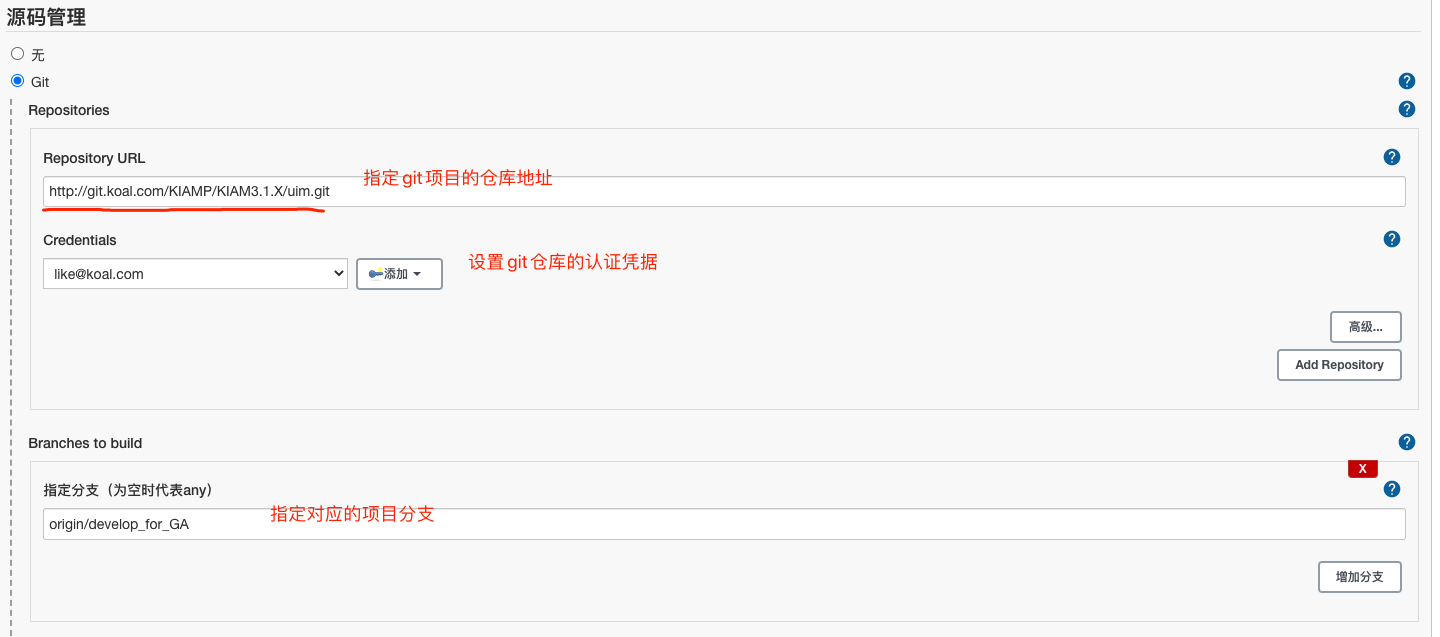 源码管理
无
Git
Repositories
Repository URL
指定git项目的仓库地址
http://git.koal.com/KIAMP/KIAM3.1.X/uim.git
Credentials
设置git仓库的认证凭据
like@koal.com
添加
高级...
Add Repository
Branches to build
X
指定分支（为空时代表any）
指定对应的项目分支
origin/develop_for_GA
增加分支